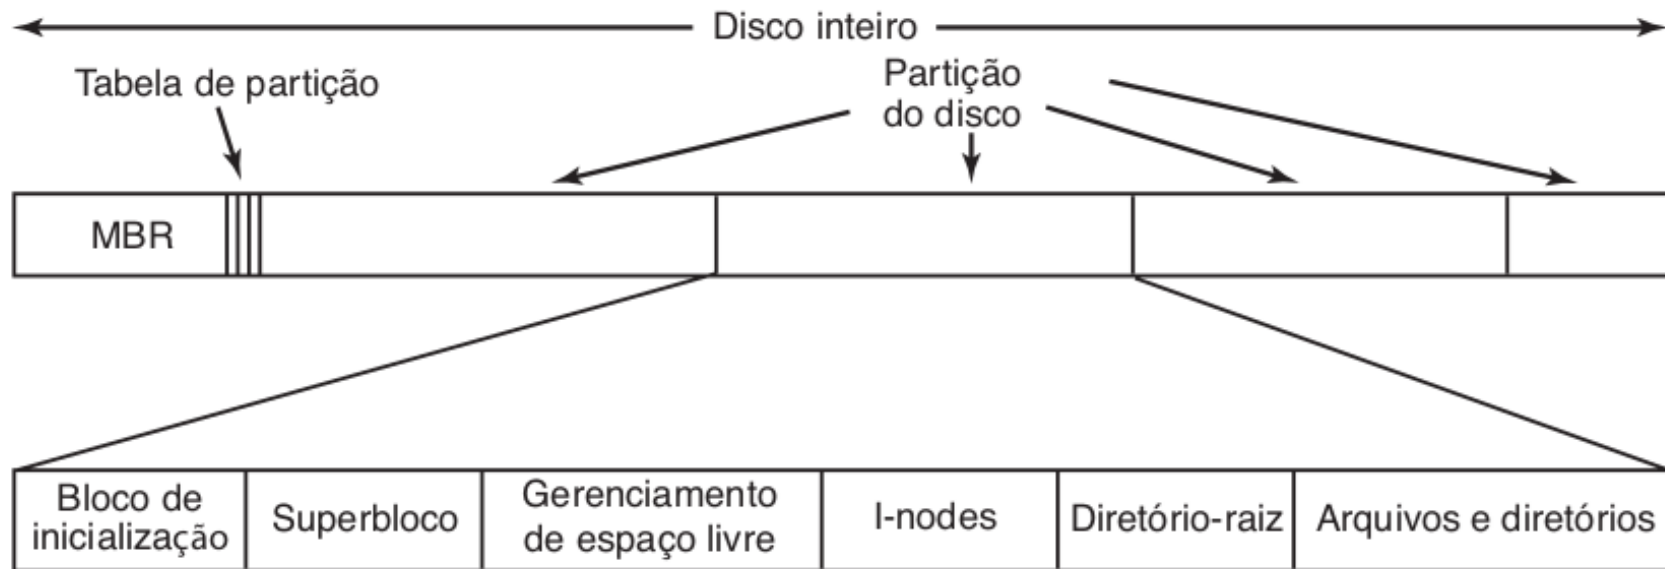 Disco inteiro
Tabela de partição
Partição
do disco
MBR
Bloco de
inicialização
Superbloco
Gerenciamento
de espaço livre
I-nodes
Diretório-raiz
Arquivos e diretórios